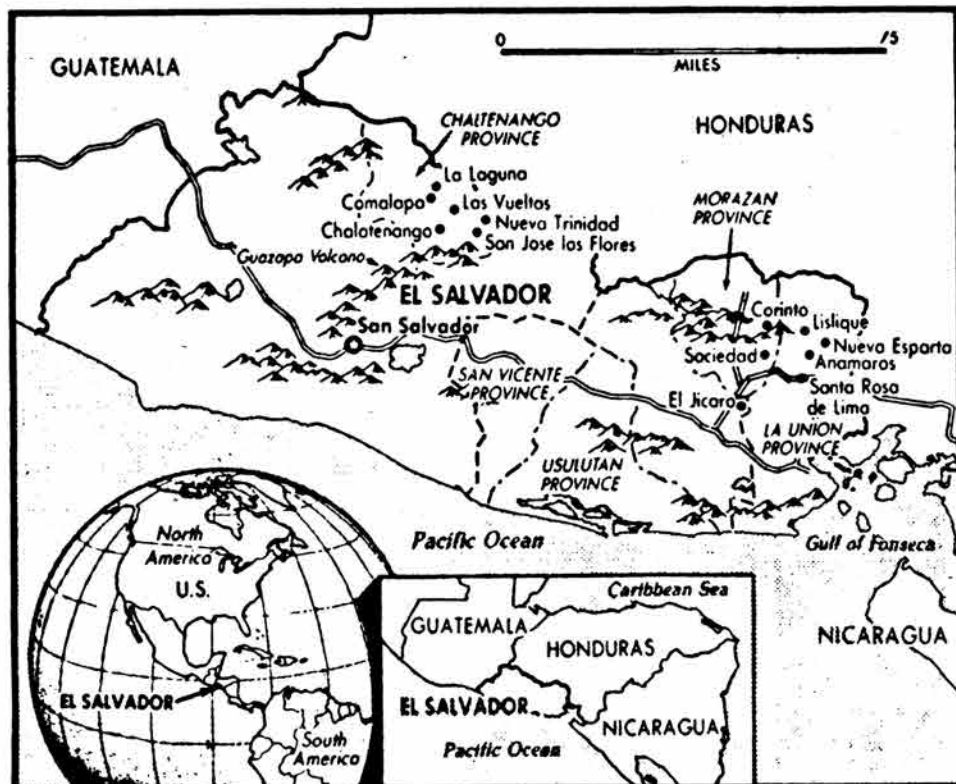 0 75
MILES
GUATEMALA
HONDURAS
CHALTENANGO
PROVINCE
La Laguna
Comalapa
Las Vueltas
Nueva Trinidad
Chalatenango
San Jose las Flores
MORAZAN
PROVINCE
Guazapa Volcano
EL SALVADOR
San Salvador
Corinto
Lislique
Nueva Esparta
Sociedad
Anamaros
SAN VICENTE
PROVINCE
El Jicaro
Santa Rosa
de Lima
LA UNION
PROVINCE
USULUTAN
PROVINCE
Pacific Ocean
Gulf of Fonseca
NICARAGUA
North
America
U.S.
EL SALVADOR
South
America
Caribbean Sea
GUATEMALA
HONDURAS
EL SALVADOR
NICARAGUA
Pacific Ocean